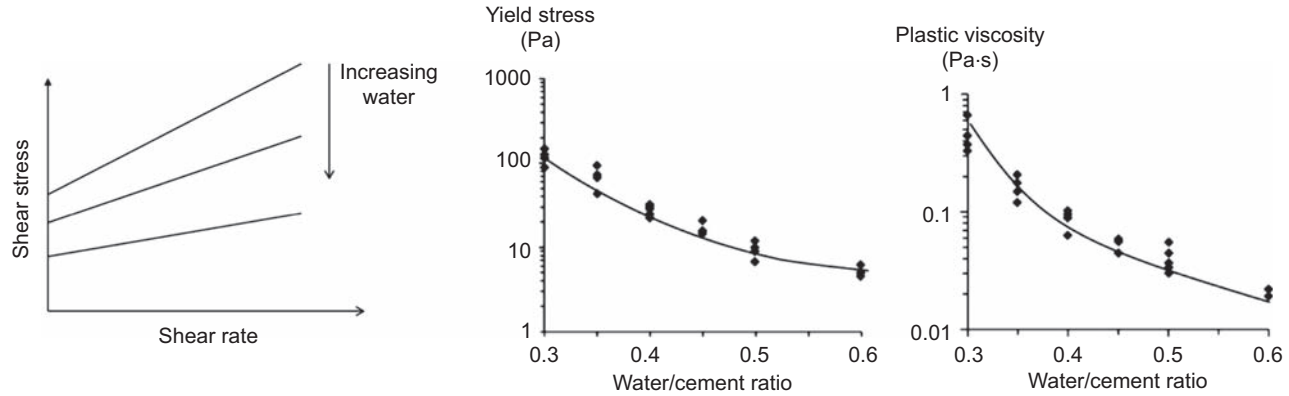 Shear stress
Shear rate
Increasing
water
Yield stress
(Pa)
1000
100
10
1
0.3 0.4 0.5 0.6
Water/cement ratio
Plastic viscosity
(Pa·s)
1
0.1
0.01
0.3 0.4 0.5 0.6
Water/cement ratio